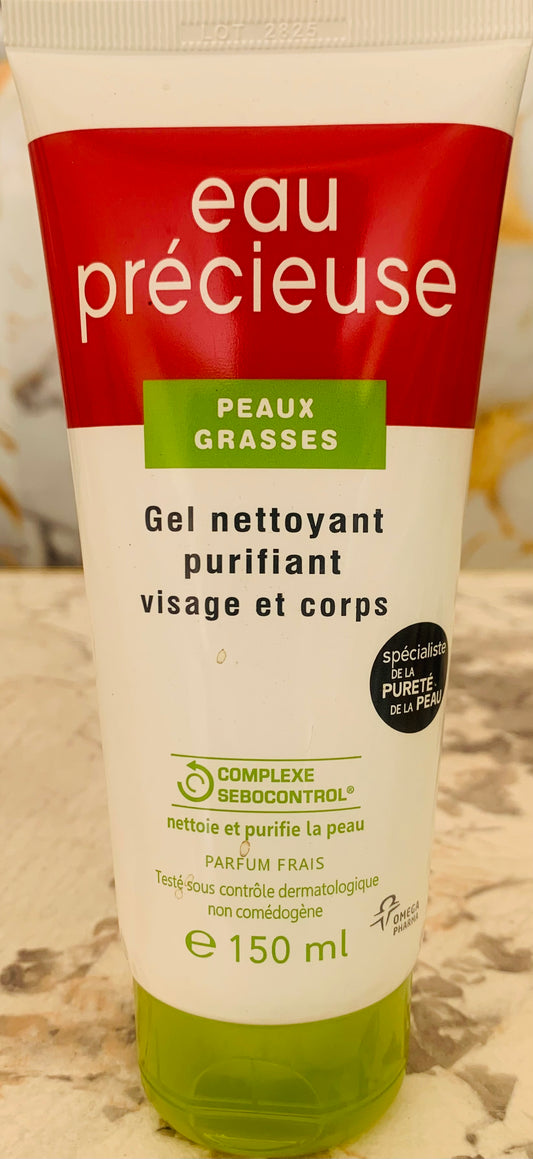 LOT 2825
eau
précieuse
PEAUX
GRASSES
Gel nettoyant
purifiant
visage et corps
spécialiste
DE LA
PURETÉ
DE LA PEAU
COMPLEXE
SEBOCONTROL®
nettoie et purifie la peau
PARFUM FRAIS
Testé sous contrôle dermatologique
non comédogène
℮ 150 ml
OMEGA
PHARMA